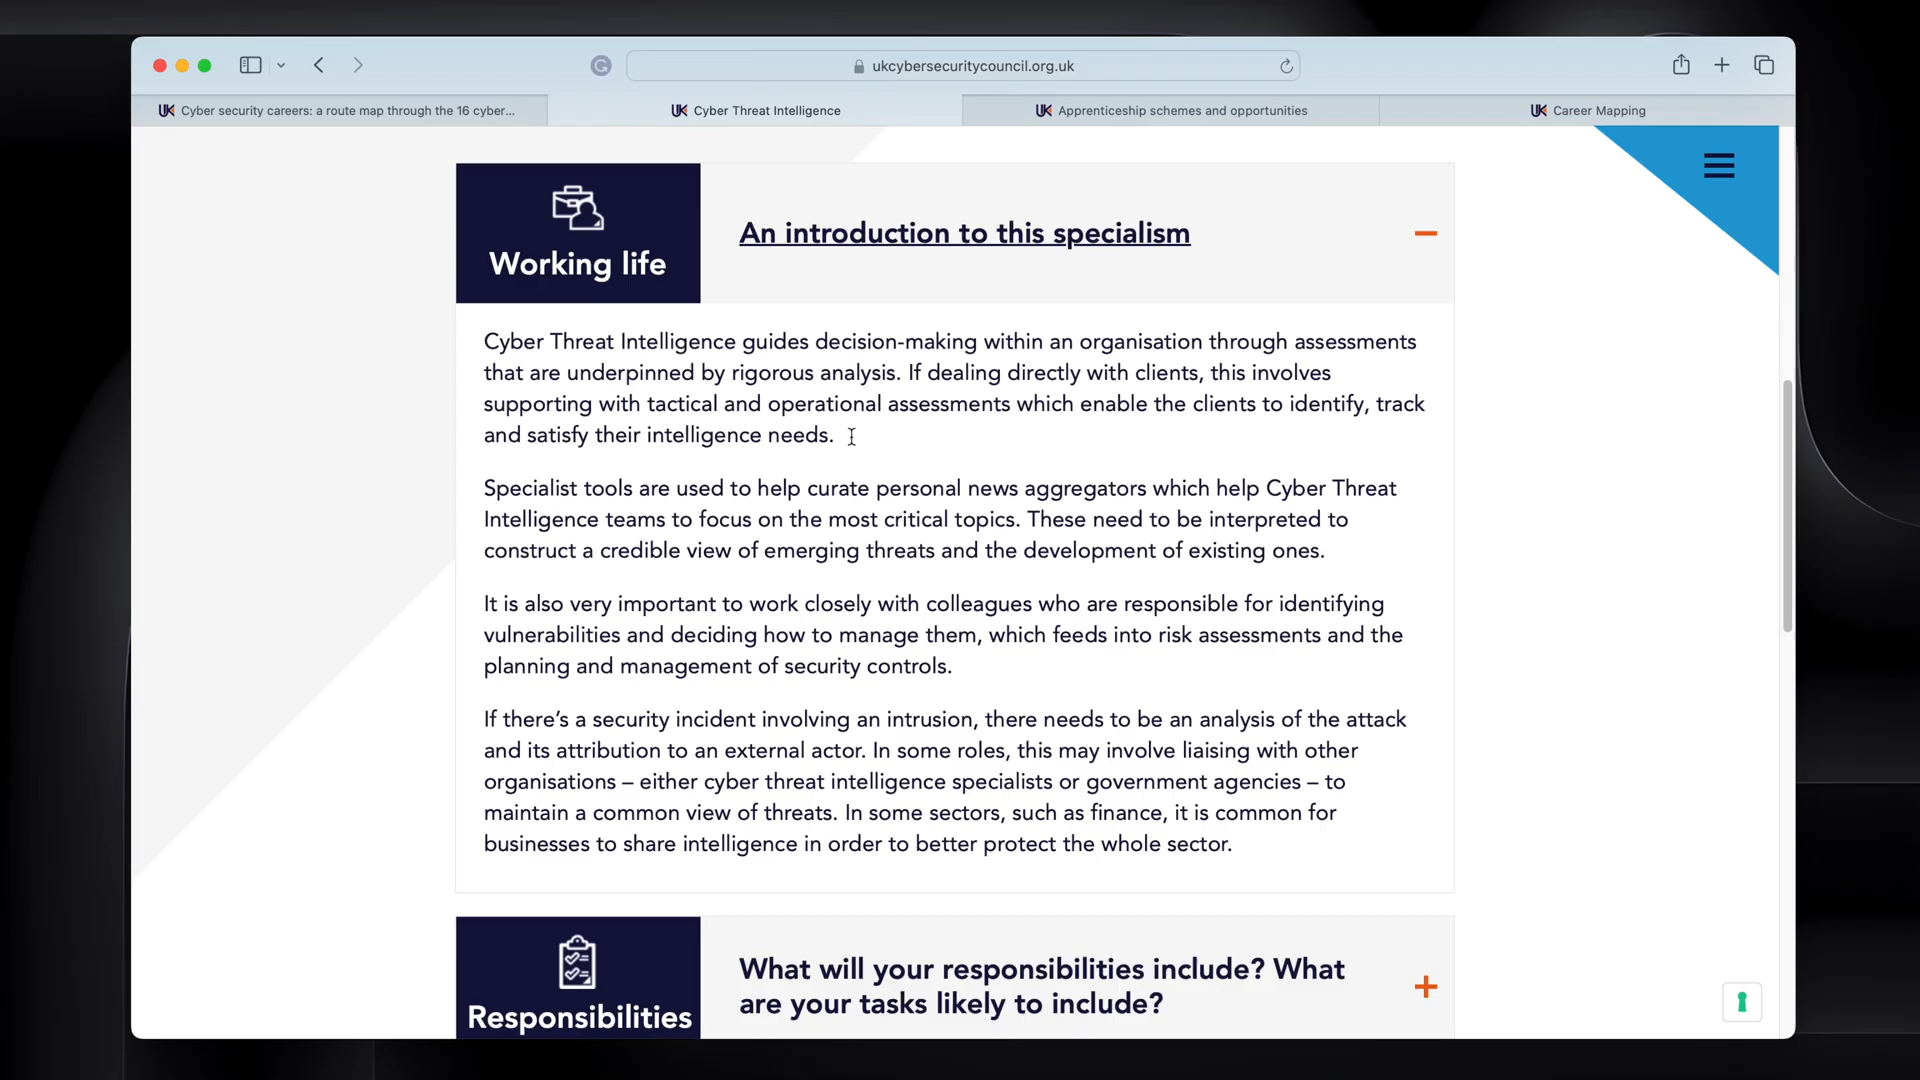 ukcybersecuritycouncil.org.uk
UK Cyber security careers: a route map through the 16 cyber...
UK Cyber Threat Intelligence
UK Apprenticeship schemes and opportunities
UK Career Mapping
Working life
An introduction to this specialism
Cyber Threat Intelligence guides decision-making within an organisation through assessments
that are underpinned by rigorous analysis. If dealing directly with clients, this involves
supporting with tactical and operational assessments which enable the clients to identify, track
and satisfy their intelligence needs.
Specialist tools are used to help curate personal news aggregators which help Cyber Threat
Intelligence teams to focus on the most critical topics. These need to be interpreted to
construct a credible view of emerging threats and the development of existing ones.
It is also very important to work closely with colleagues who are responsible for identifying
vulnerabilities and deciding how to manage them, which feeds into risk assessments and the
planning and management of security controls.
If there’s a security incident involving an intrusion, there needs to be an analysis of the attack
and its attribution to an external actor. In some roles, this may involve liaising with other
organisations – either cyber threat intelligence specialists or government agencies – to
maintain a common view of threats. In some sectors, such as finance, it is common for
businesses to share intelligence in order to better protect the whole sector.
Responsibilities
What will your responsibilities include? What
are your tasks likely to include?